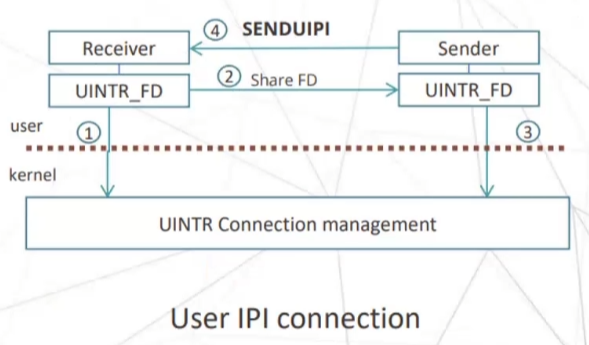 ④ SENDUIPI
Receiver
Sender
② Share FD
UINTR_FD
UINTR_FD
user
①
③
kernel
UINTR Connection management
User IPI connection